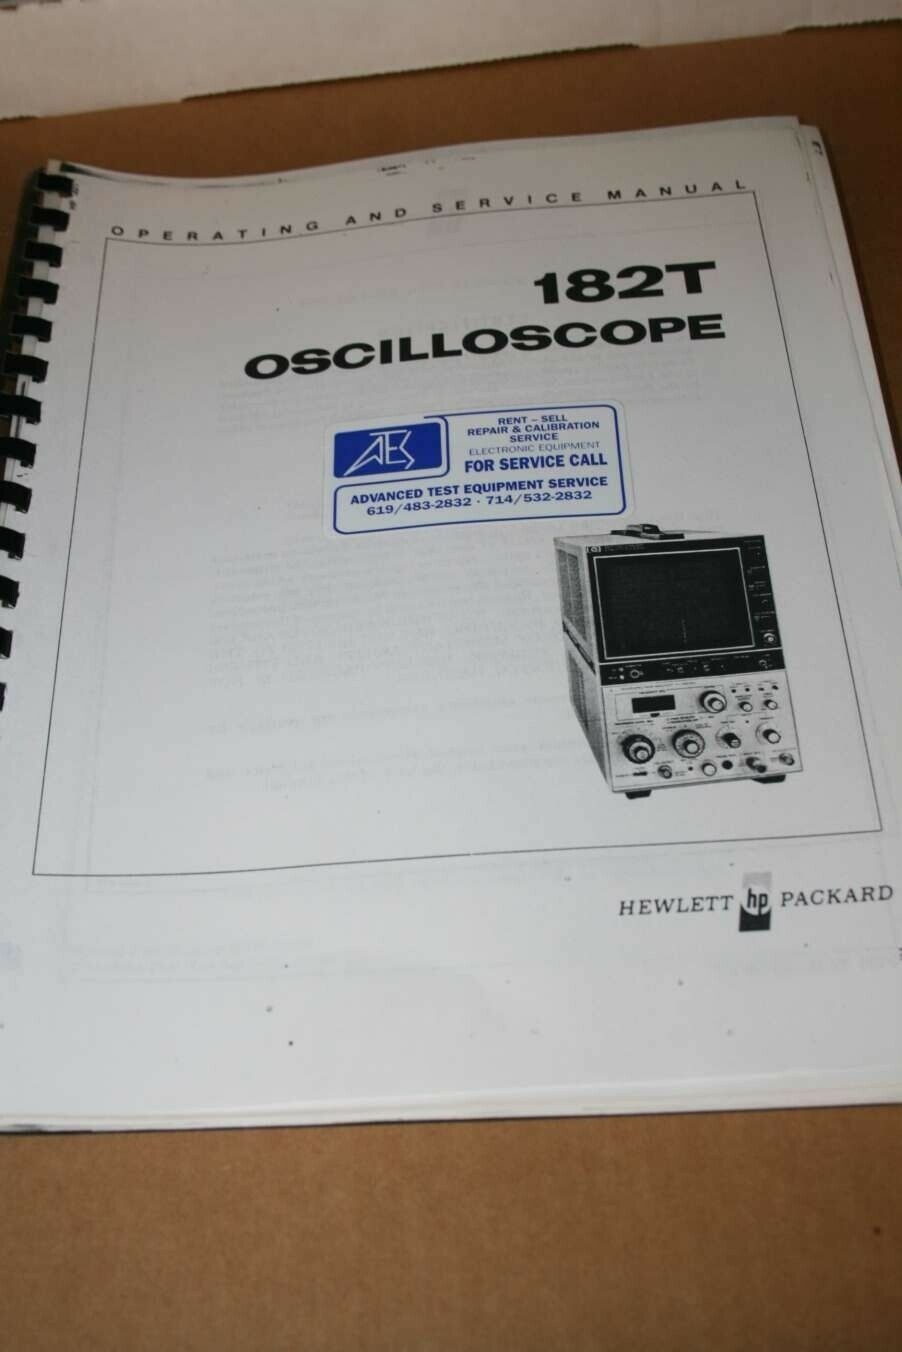 OPERATING AND SERVICE MANUAL
182T
OSCILLOSCOPE
AES
RENT – SELL
REPAIR & CALIBRATION
SERVICE
ELECTRONIC EQUIPMENT
FOR SERVICE CALL
ADVANCED TEST EQUIPMENT SERVICE
619/483-2832 · 714/532-2832
HEWLETT hp PACKARD